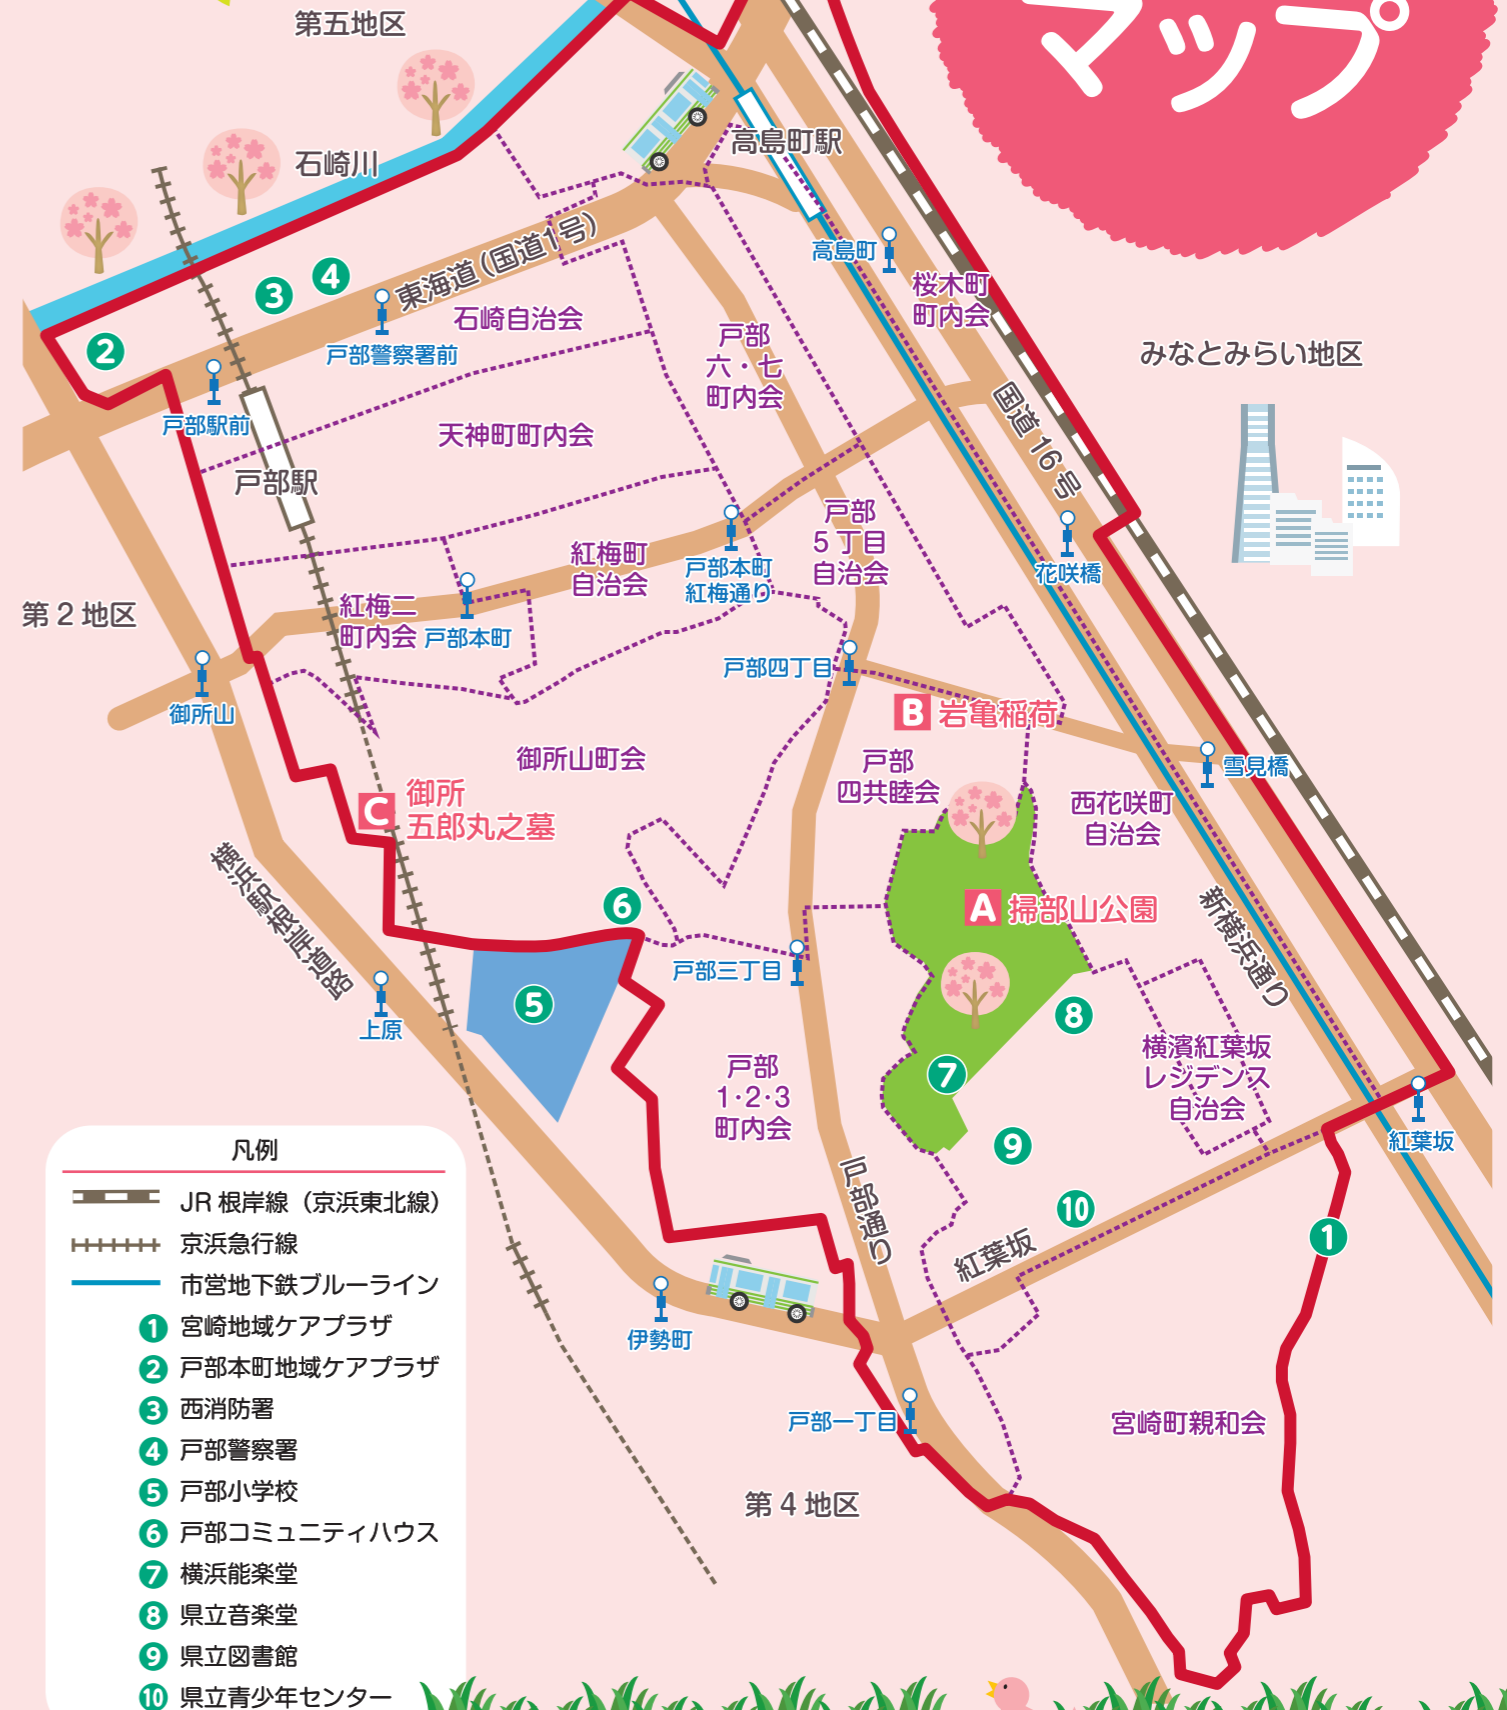 マップ
第五地区
石崎川
高島町駅
東海道(国道1号)
高島町
桜木町
町内会
3
4
2
石崎自治会
戸部警察署前
戸部駅前
戸部
六・七
町内会
みなとみらい地区
国道16号
天神町町内会
戸部駅
戸部
5丁目
自治会
紅梅町
自治会
戸部本町
紅梅通り
花咲橋
第2地区
紅梅二
町内会
戸部本町
戸部四丁目
御所山
B 岩亀稲荷
御所山町会
戸部
四共睦会
雪見橋
西花咲町
自治会
C 御所
五郎丸之墓
横浜駅根岸道路
A 掃部山公園
新横浜通り
6
戸部三丁目
5
上原
8
横濱紅葉坂
レジデンス
自治会
7
戸部
1・2・3
町内会
紅葉坂
9
戸部通り
10
紅葉坂
1
伊勢町
戸部一丁目
宮崎町親和会
第4地区
凡例
JR根岸線(京浜東北線)
京浜急行線
市営地下鉄ブルーライン
1 宮崎地域ケアプラザ
2 戸部本町地域ケアプラザ
3 西消防署
4 戸部警察署
5 戸部小学校
6 戸部コミュニティハウス
7 横浜能楽堂
8 県立音楽堂
9 県立図書館
10 県立青少年センター